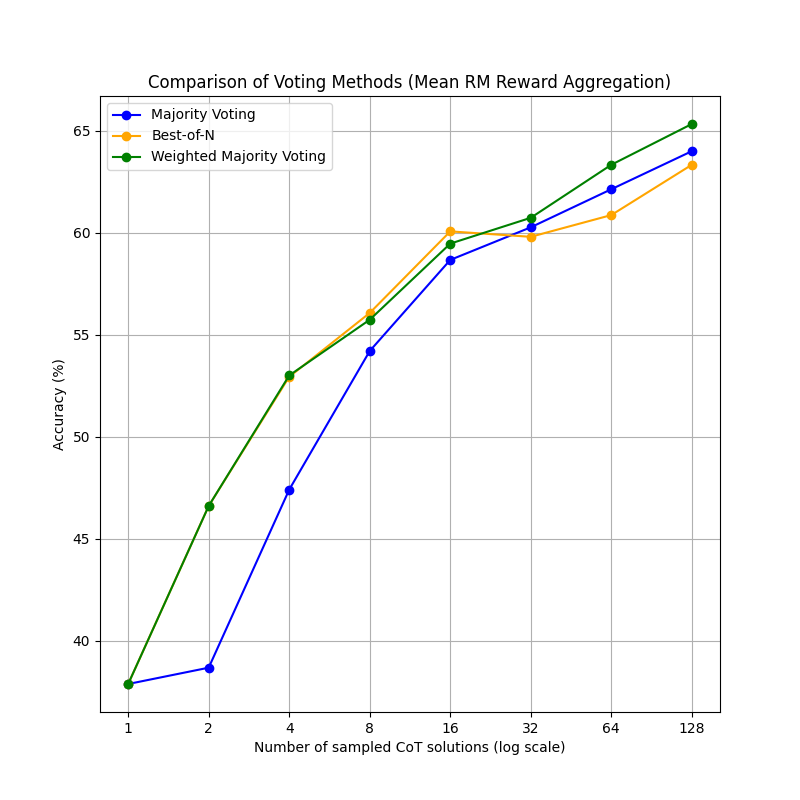 Comparison of Voting Methods (Mean RM Reward Aggregation)
Majority Voting
Best-of-N
Weighted Majority Voting
Accuracy (%)
65
60
55
50
45
40
1 2 4 8 16 32 64 128
Number of sampled CoT solutions (log scale)